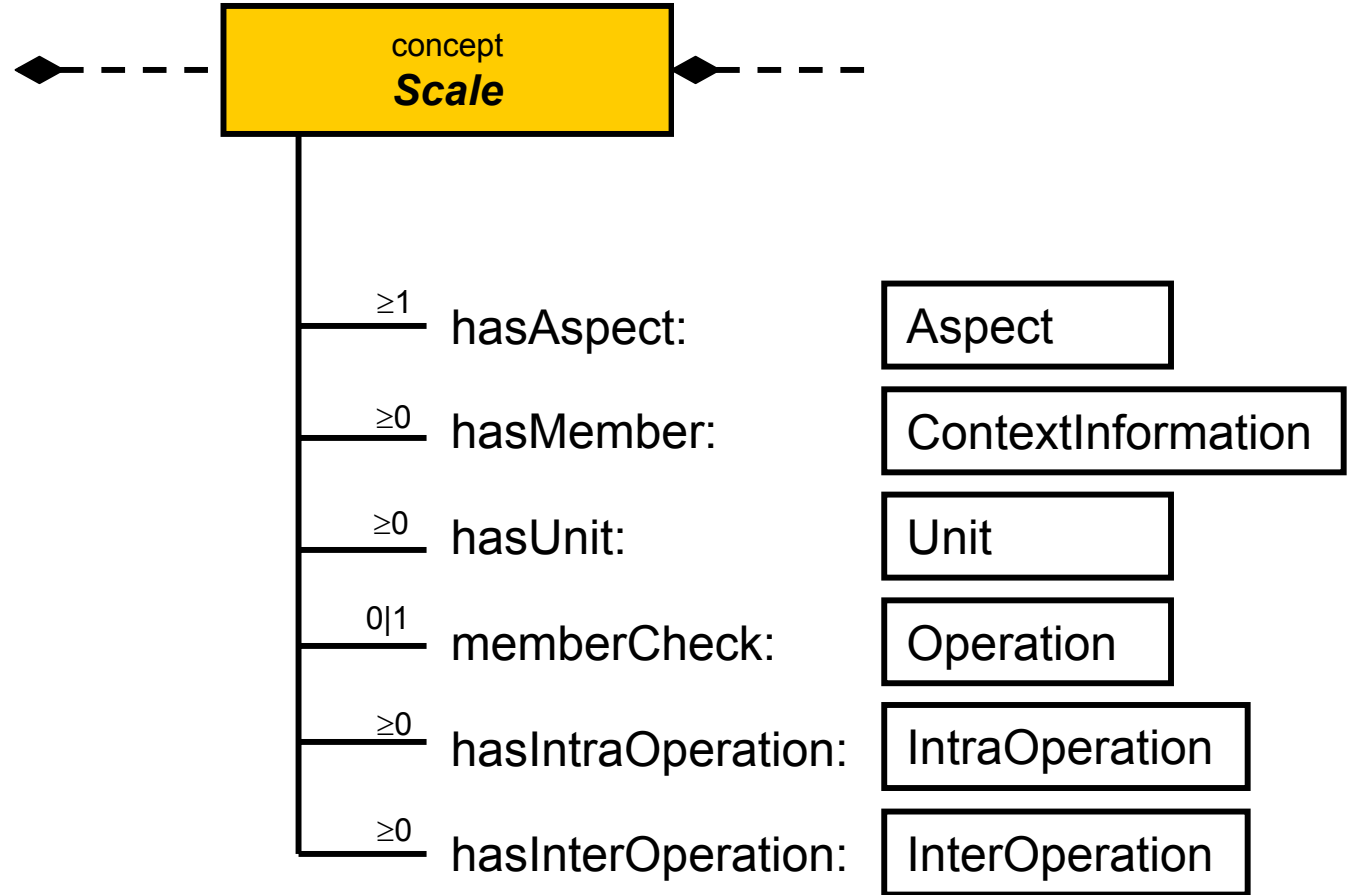 concept
Scale
≥1 hasAspect: Aspect
≥0 hasMember: ContextInformation
≥0 hasUnit: Unit
0|1 memberCheck: Operation
≥0 hasIntraOperation: IntraOperation
≥0 hasInterOperation: InterOperation